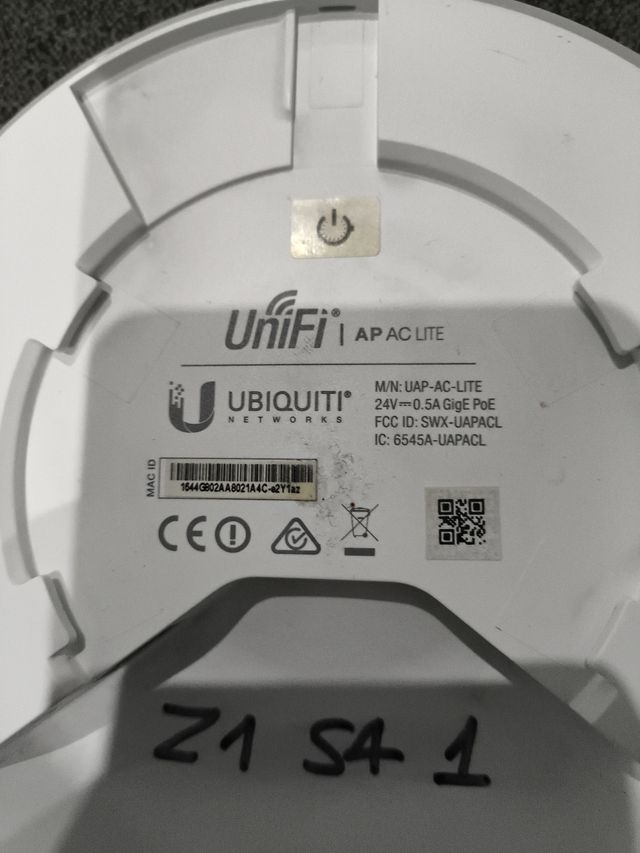 UniFi® | AP AC LITE
UBIQUITI®
NETWORKS
M/N: UAP-AC-LITE
24V⎓0.5A GigE PoE
FCC ID: SWX-UAPACL
IC: 6545A-UAPACL
MAC ID
1644G802AA8021A4C-e2Y1az
CE
Z1 S4 1